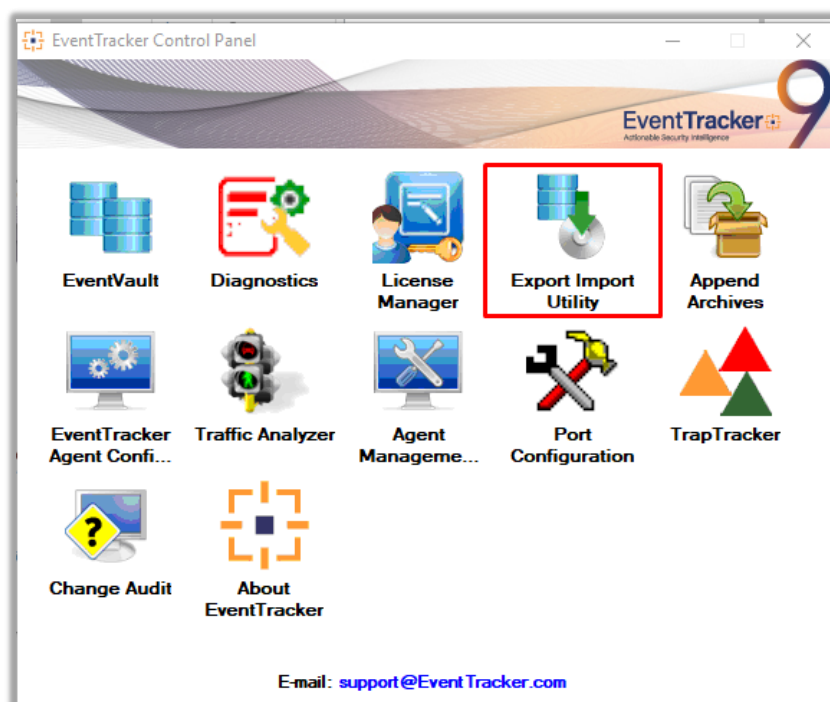 EventTracker Control Panel
EventTracker 9
Actionable Security Intelligence
EventVault
Diagnostics
License
Manager
Export Import
Utility
Append
Archives
EventTracker
Agent Confi...
Traffic Analyzer
Agent
Manageme...
Port
Configuration
TrapTracker
?
Change Audit
About
EventTracker
E-mail: support@EventTracker.com